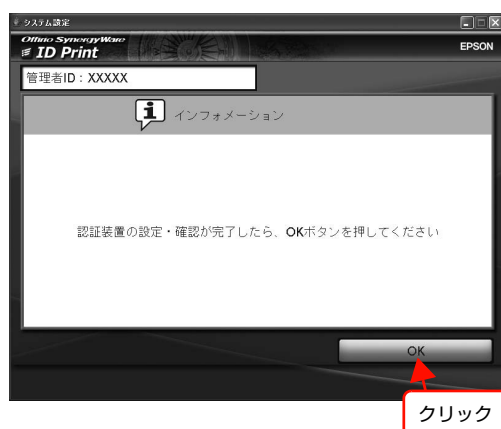 システム設定
Offirio SynergyWare
ID Print
EPSON
管理者ID:XXXXX
インフォメーション
認証装置の設定・確認が完了したら、OKボタンを押してください
OK
クリック